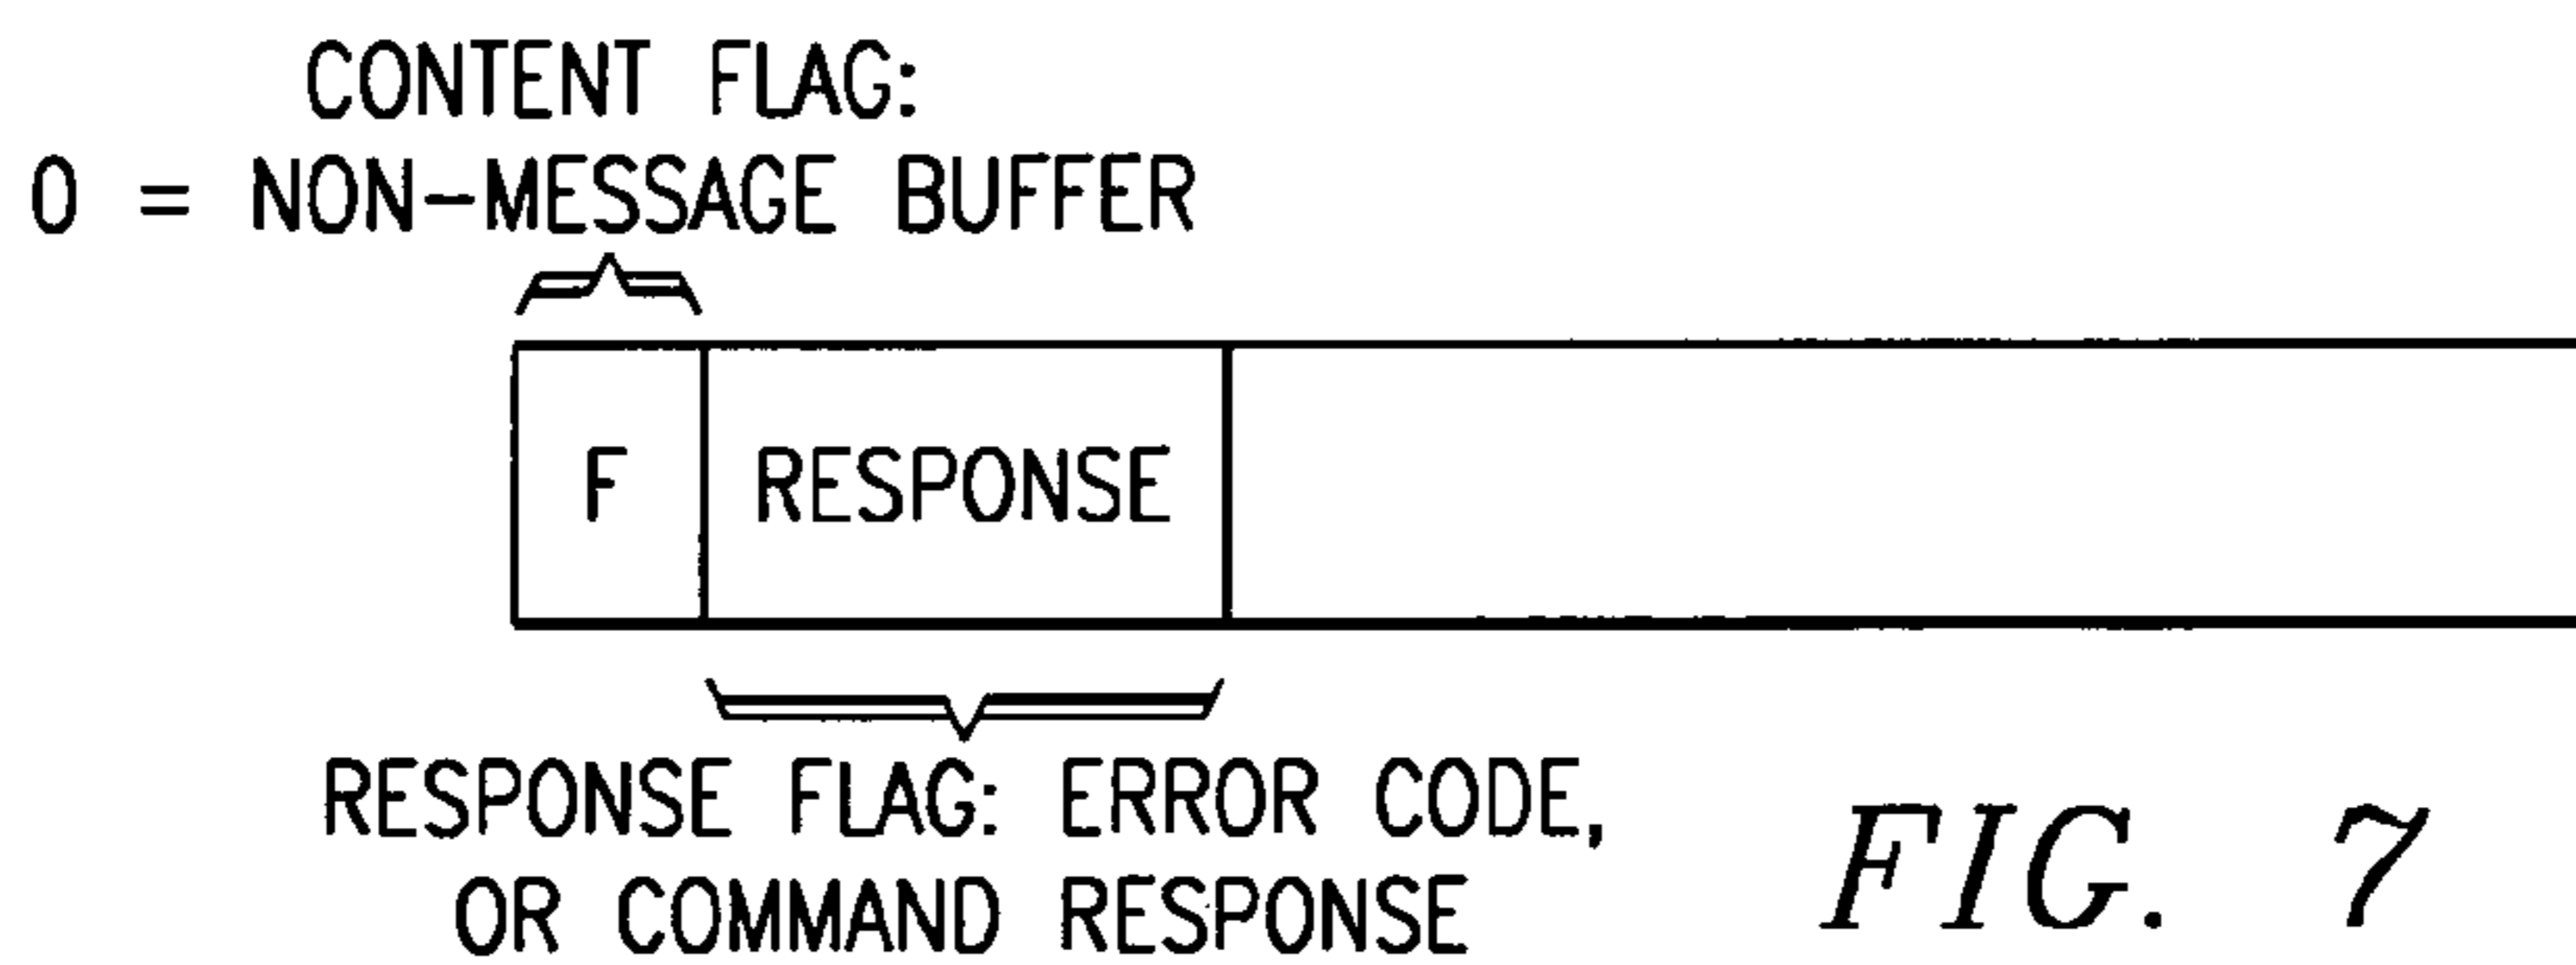 CONTENT FLAG:
0 = NON-MESSAGE BUFFER
F RESPONSE
RESPONSE FLAG: ERROR CODE,
OR COMMAND RESPONSE
FIG. 7